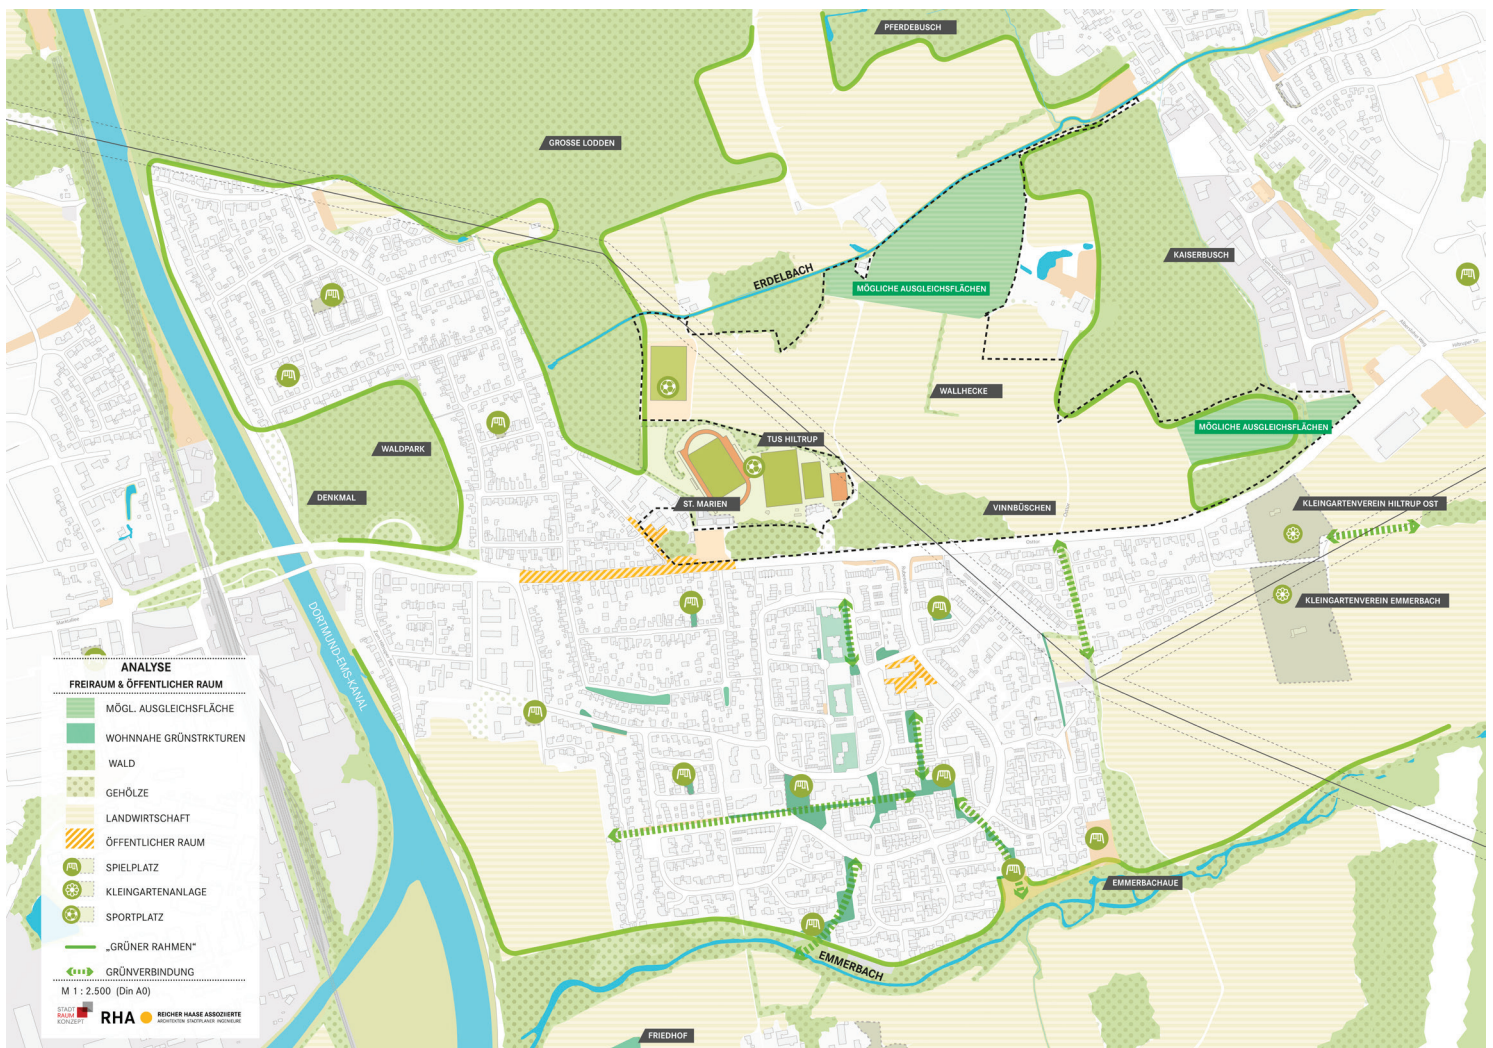 PFERDEBUSCH
GROSSE LODDEN
KAISERBUSCH
ERDELBACH
MÖGLICHE AUSGLEICHSFLÄCHEN
WALLHECKE
MÖGLICHE AUSGLEICHSFLÄCHEN
TUS HILTRUP
WALDPARK
DENKMAL
ST. MARIEN
VINNBÜSCHEN
KLEINGARTENVEREIN HILTRUP OST
KLEINGARTENVEREIN EMMERBACH
DORTMUND-EMS-KANAL
EMMERBACHAUE
EMMERBACH
FRIEDHOF
ANALYSE
FREIRAUM & ÖFFENTLICHER RAUM
MÖGL. AUSGLEICHSFLÄCHE
WOHNNAHE GRÜNSTRKTUREN
WALD
GEHÖLZE
LANDWIRTSCHAFT
ÖFFENTLICHER RAUM
SPIELPLATZ
KLEINGARTENANLAGE
SPORTPLATZ
„GRÜNER RAHMEN“
GRÜNVERBINDUNG
M 1 : 2.500 (Din A0)
STADT
RAUM
KONZEPT
RHA
REICHER HAASE ASSOZIIERTE
ARCHITEKTEN STADTPLANER INGENIEURE